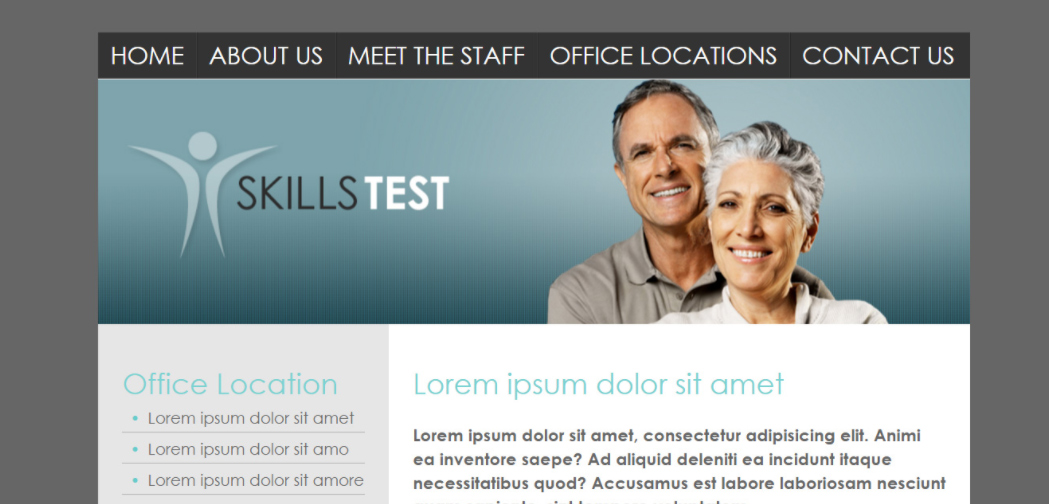 HOME ABOUT US MEET THE STAFF OFFICE LOCATIONS CONTACT US
SKILLS TEST
Office Location
Lorem ipsum dolor sit amet
Lorem ipsum dolor sit amo
Lorem ipsum dolor sit amore
Lorem ipsum dolor sit amet
Lorem ipsum dolor sit amet, consectetur adipisicing elit. Animi
ea inventore saepe? Ad aliquid deleniti ea incidunt itaque
necessitatibus quod? Accusamus est labore laboriosam nesciunt